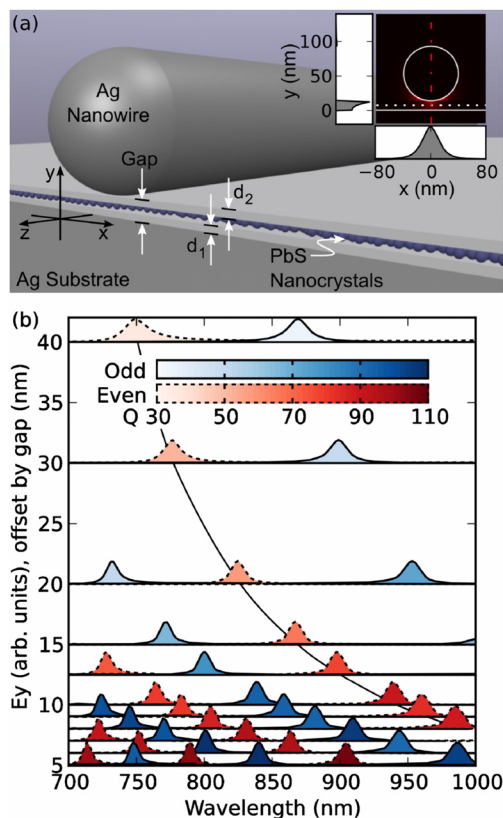 (a)
Ag
Nanowire
Gap
y
z
x
d2
d1
PbS
Nanocrystals
Ag Substrate
y (nm)
100
50
0
-80
0
80
x (nm)
(b)
Ey (arb. units), offset by gap (nm)
40
30
20
15
10
5
Odd
Even
Q 30 50 70 90 110
700 750 800 850 900 950 1000
Wavelength (nm)